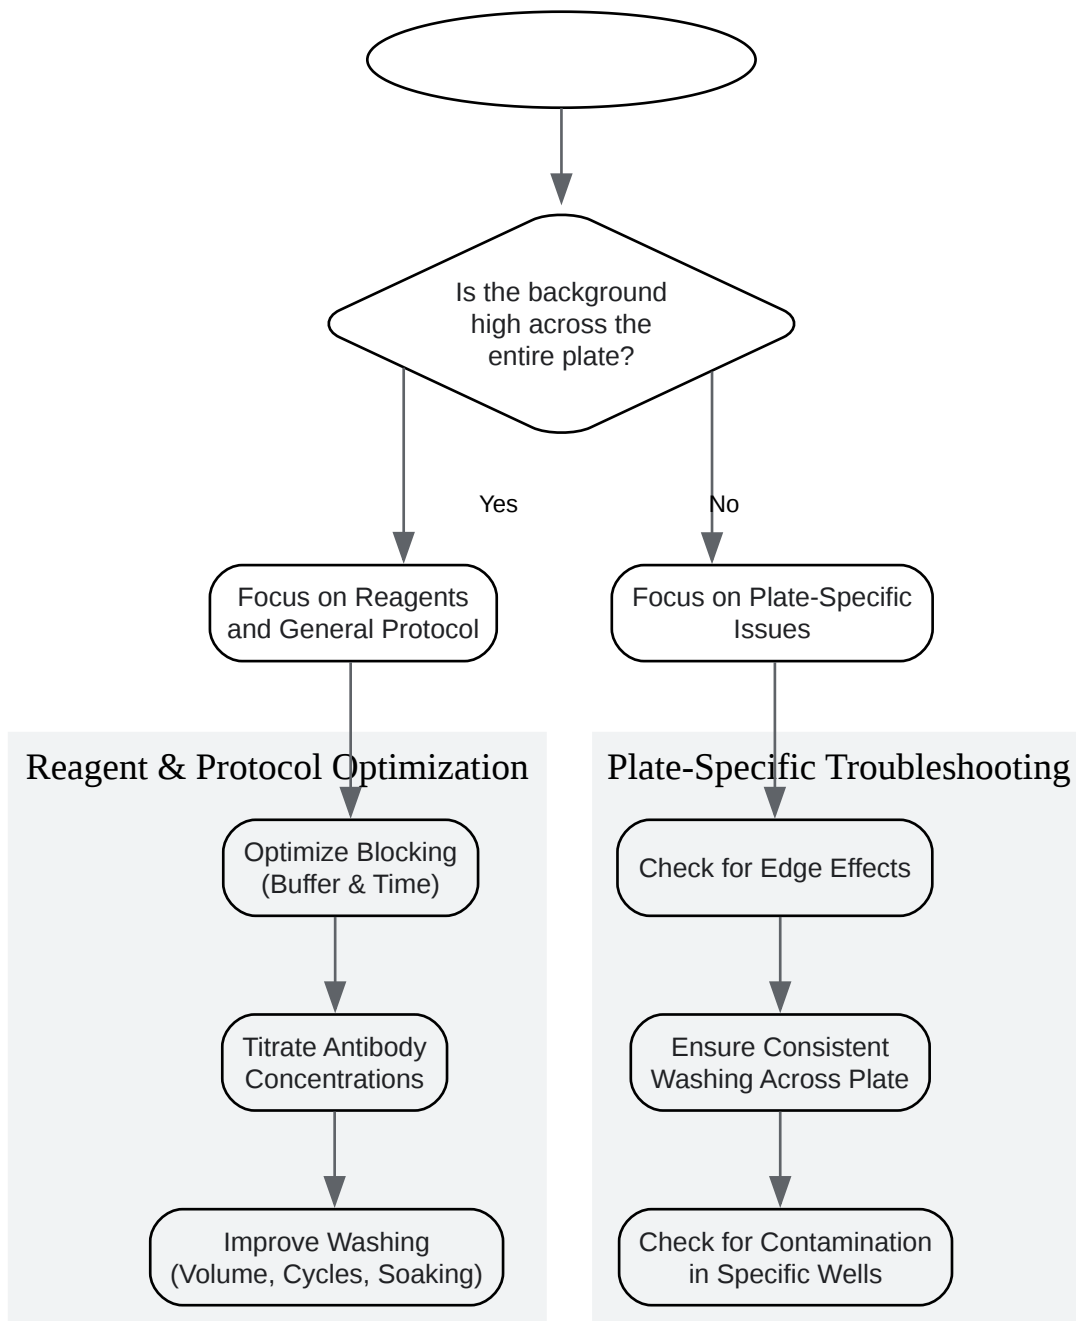 Is the background
high across the
entire plate?
Yes
No
Focus on Reagents
and General Protocol
Focus on Plate-Specific
Issues
Reagent & Protocol Optimization
Plate-Specific Troubleshooting
Optimize Blocking
(Buffer & Time)
Check for Edge Effects
Titrate Antibody
Concentrations
Ensure Consistent
Washing Across Plate
Improve Washing
(Volume, Cycles, Soaking)
Check for Contamination
in Specific Wells